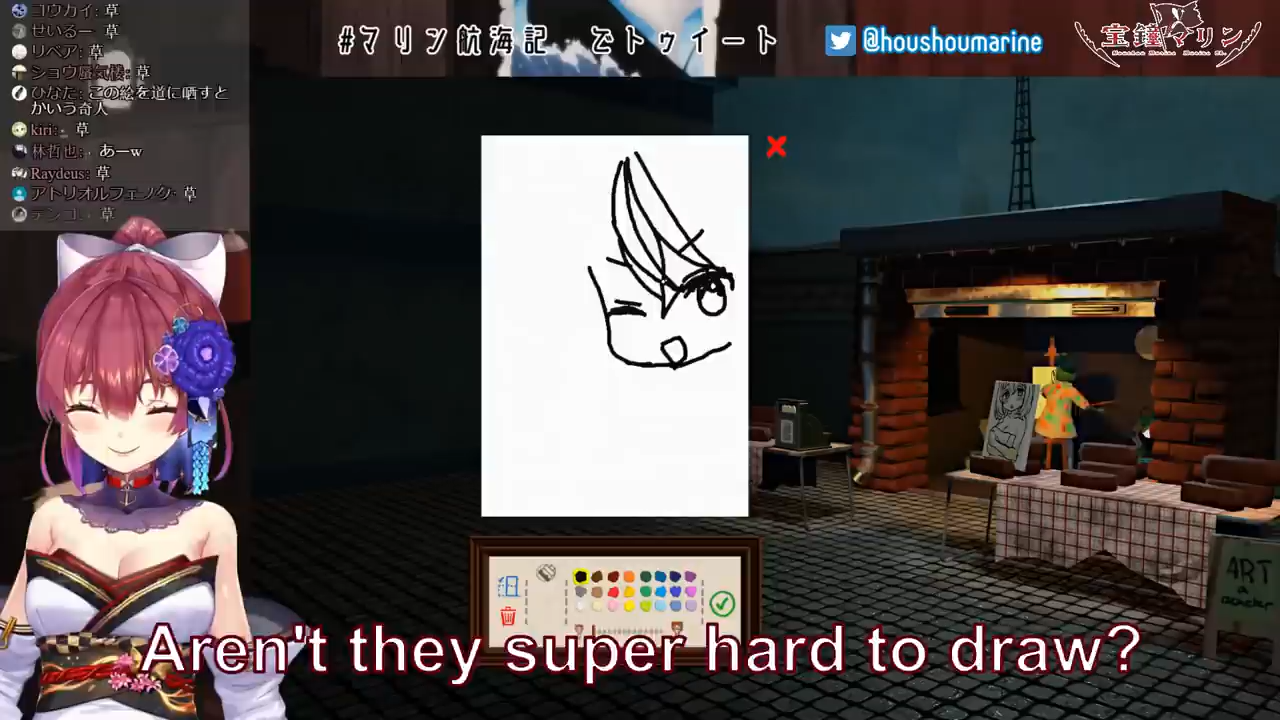 コウカイ: 草
せいるー 草
リペア: 草
ショウ蜃気楼: 草
ひなた: この絵を道に晒すと
かいう奇人
kiri: 草
林哲也: あーw
Raydeus: 草
アトリオルフェノク: 草
テンコ. 草
#マリン航海記 でトゥイート
@houshoumarine
宝鐘マリン
ART
a
Aren't they super hard to draw?